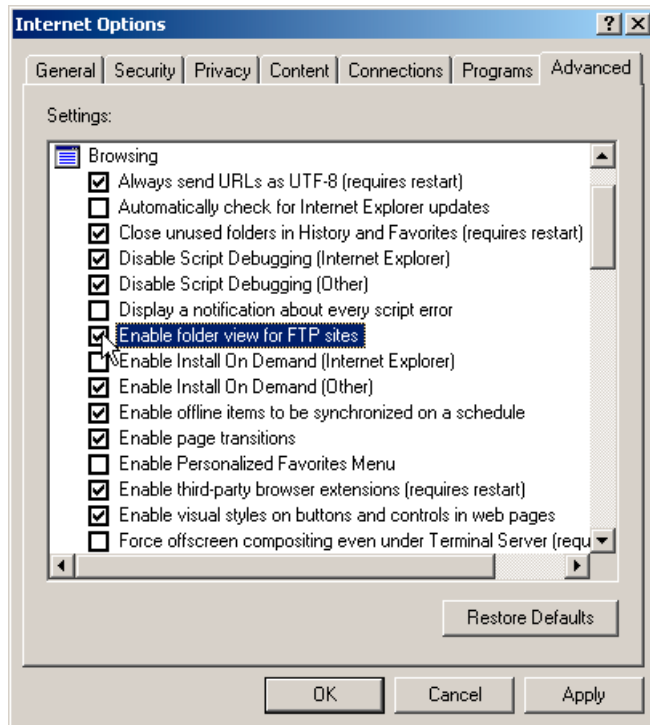 Internet Options
General Security Privacy Content Connections Programs Advanced
Settings:
Browsing
Always send URLs as UTF-8 (requires restart)
Automatically check for Internet Explorer updates
Close unused folders in History and Favorites (requires restart)
Disable Script Debugging (Internet Explorer)
Disable Script Debugging (Other)
Display a notification about every script error
Enable folder view for FTP sites
Enable Install On Demand (Internet Explorer)
Enable Install On Demand (Other)
Enable offline items to be synchronized on a schedule
Enable page transitions
Enable Personalized Favorites Menu
Enable third-party browser extensions (requires restart)
Enable visual styles on buttons and controls in web pages
Force offscreen compositing even under Terminal Server (requ
Restore Defaults
OK Cancel Apply